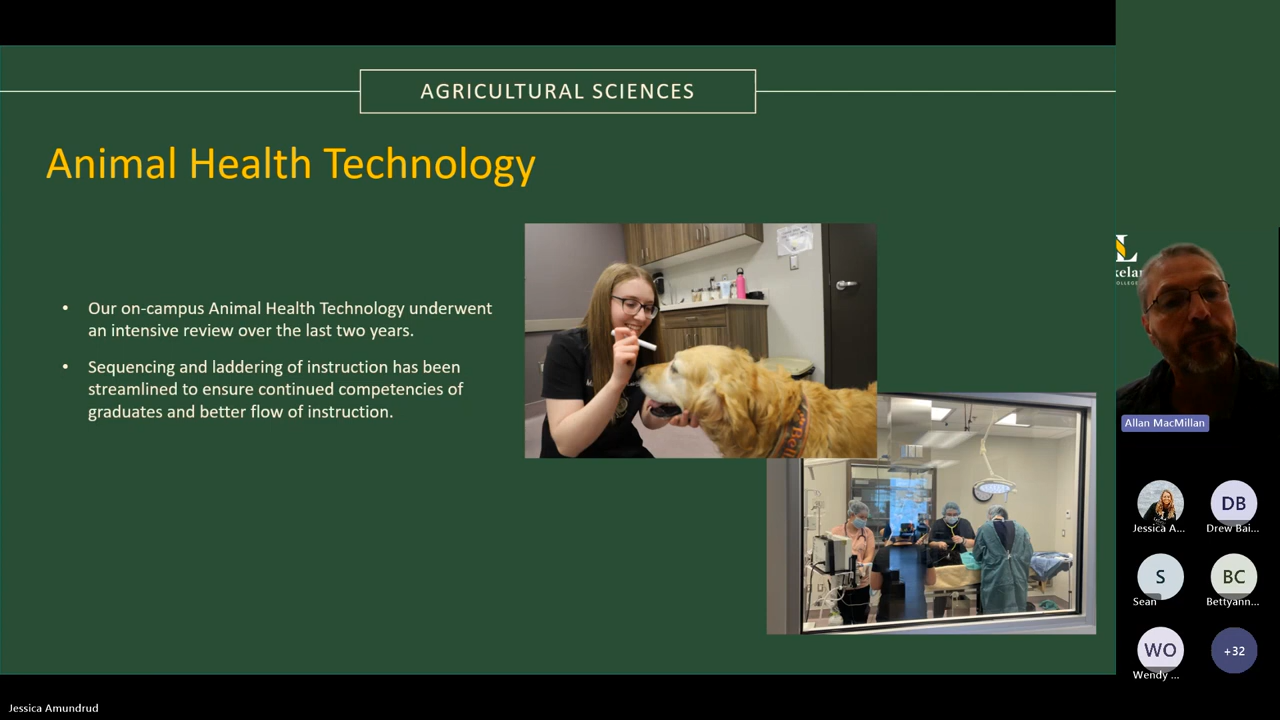 AGRICULTURAL SCIENCES
Animal Health Technology
• Our on-campus Animal Health Technology underwent
an intensive review over the last two years.
• Sequencing and laddering of instruction has been
streamlined to ensure continued competencies of
graduates and better flow of instruction.
Allan MacMillan
Jessica A...
DB
Drew Bai...
S
Sean
BC
Bettyann...
WO
Wendy ...
+32
Jessica Amundrud